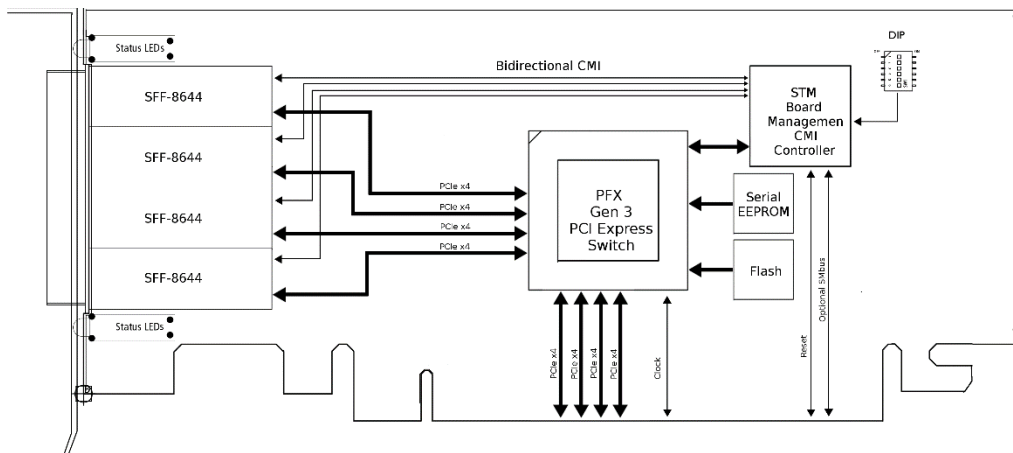 Status LEDs
SFF-8644
SFF-8644
SFF-8644
SFF-8644
Status LEDs
Bidirectional CMI
PCIe x4
PCIe x4
PCIe x4
PCIe x4
PFX
Gen 3
PCI Express
Switch
STM
Board
Managemen
CMI
Controller
DIP
Serial
EEPROM
Flash
PCIe x4
PCIe x4
PCIe x4
PCIe x4
Clock
Reset
Optional SMbus